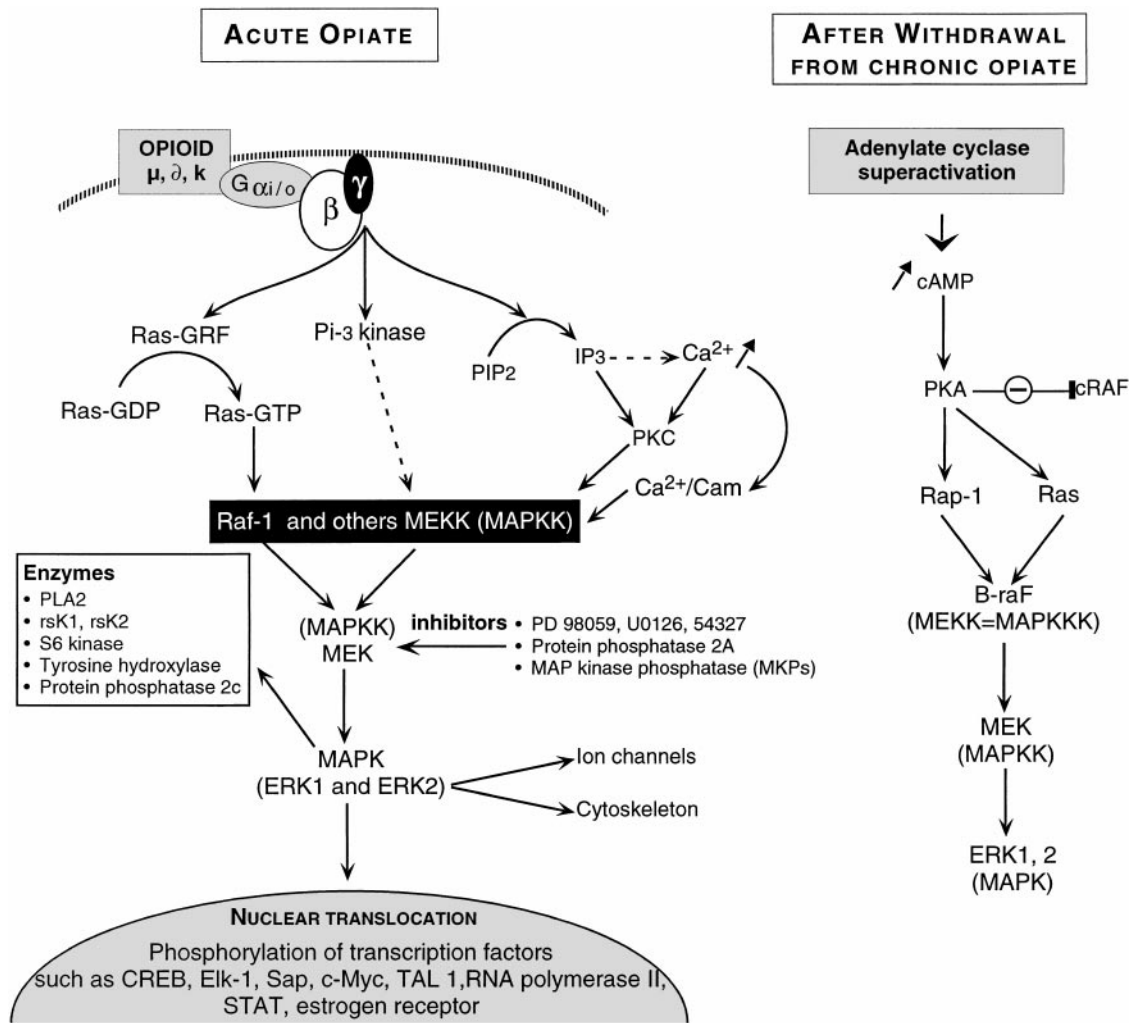 ACUTE OPIATE
OPIOID
μ, ∂, k
G αi/o
β
γ
Ras-GRF
Pi-3 kinase
PIP2
IP3
Ca2+
Ras-GDP
Ras-GTP
PKC
Ca2+/Cam
Raf-1 and others MEKK (MAPKK)
Enzymes
• PLA2
• rsK1, rsK2
• S6 kinase
• Tyrosine hydroxylase
• Protein phosphatase 2c
(MAPKK)
MEK
inhibitors
• PD 98059, U0126, 54327
• Protein phosphatase 2A
• MAP kinase phosphatase (MKPs)
MAPK
(ERK1 and ERK2)
Ion channels
Cytoskeleton
NUCLEAR TRANSLOCATION
Phosphorylation of transcription factors
such as CREB, Elk-1, Sap, c-Myc, TAL 1,RNA polymerase II,
STAT, estrogen receptor
AFTER WITHDRAWAL
FROM CHRONIC OPIATE
Adenylate cyclase
superactivation
cAMP
PKA
−
cRAF
Rap-1
Ras
B-raF
(MEKK=MAPKKK)
MEK
(MAPKK)
ERK1, 2
(MAPK)